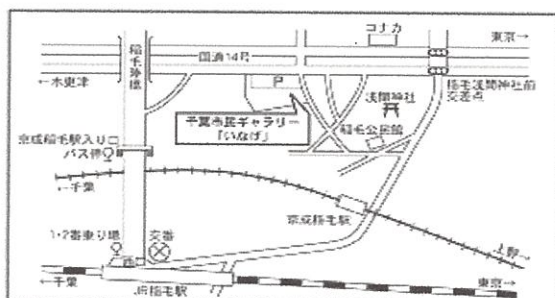 コナカ
東京→
稲毛陸橋
国道14号
←木更津
P
浅間神社
稲毛浅間神社前
交差点
千葉市民ギャラリー
「いなげ」
稲毛公民館
京成稲毛駅入り口
バス停
←千葉
京成稲毛駅
上野→
1・2番乗り場
交番
西
←千葉
JR稲毛駅
東京→